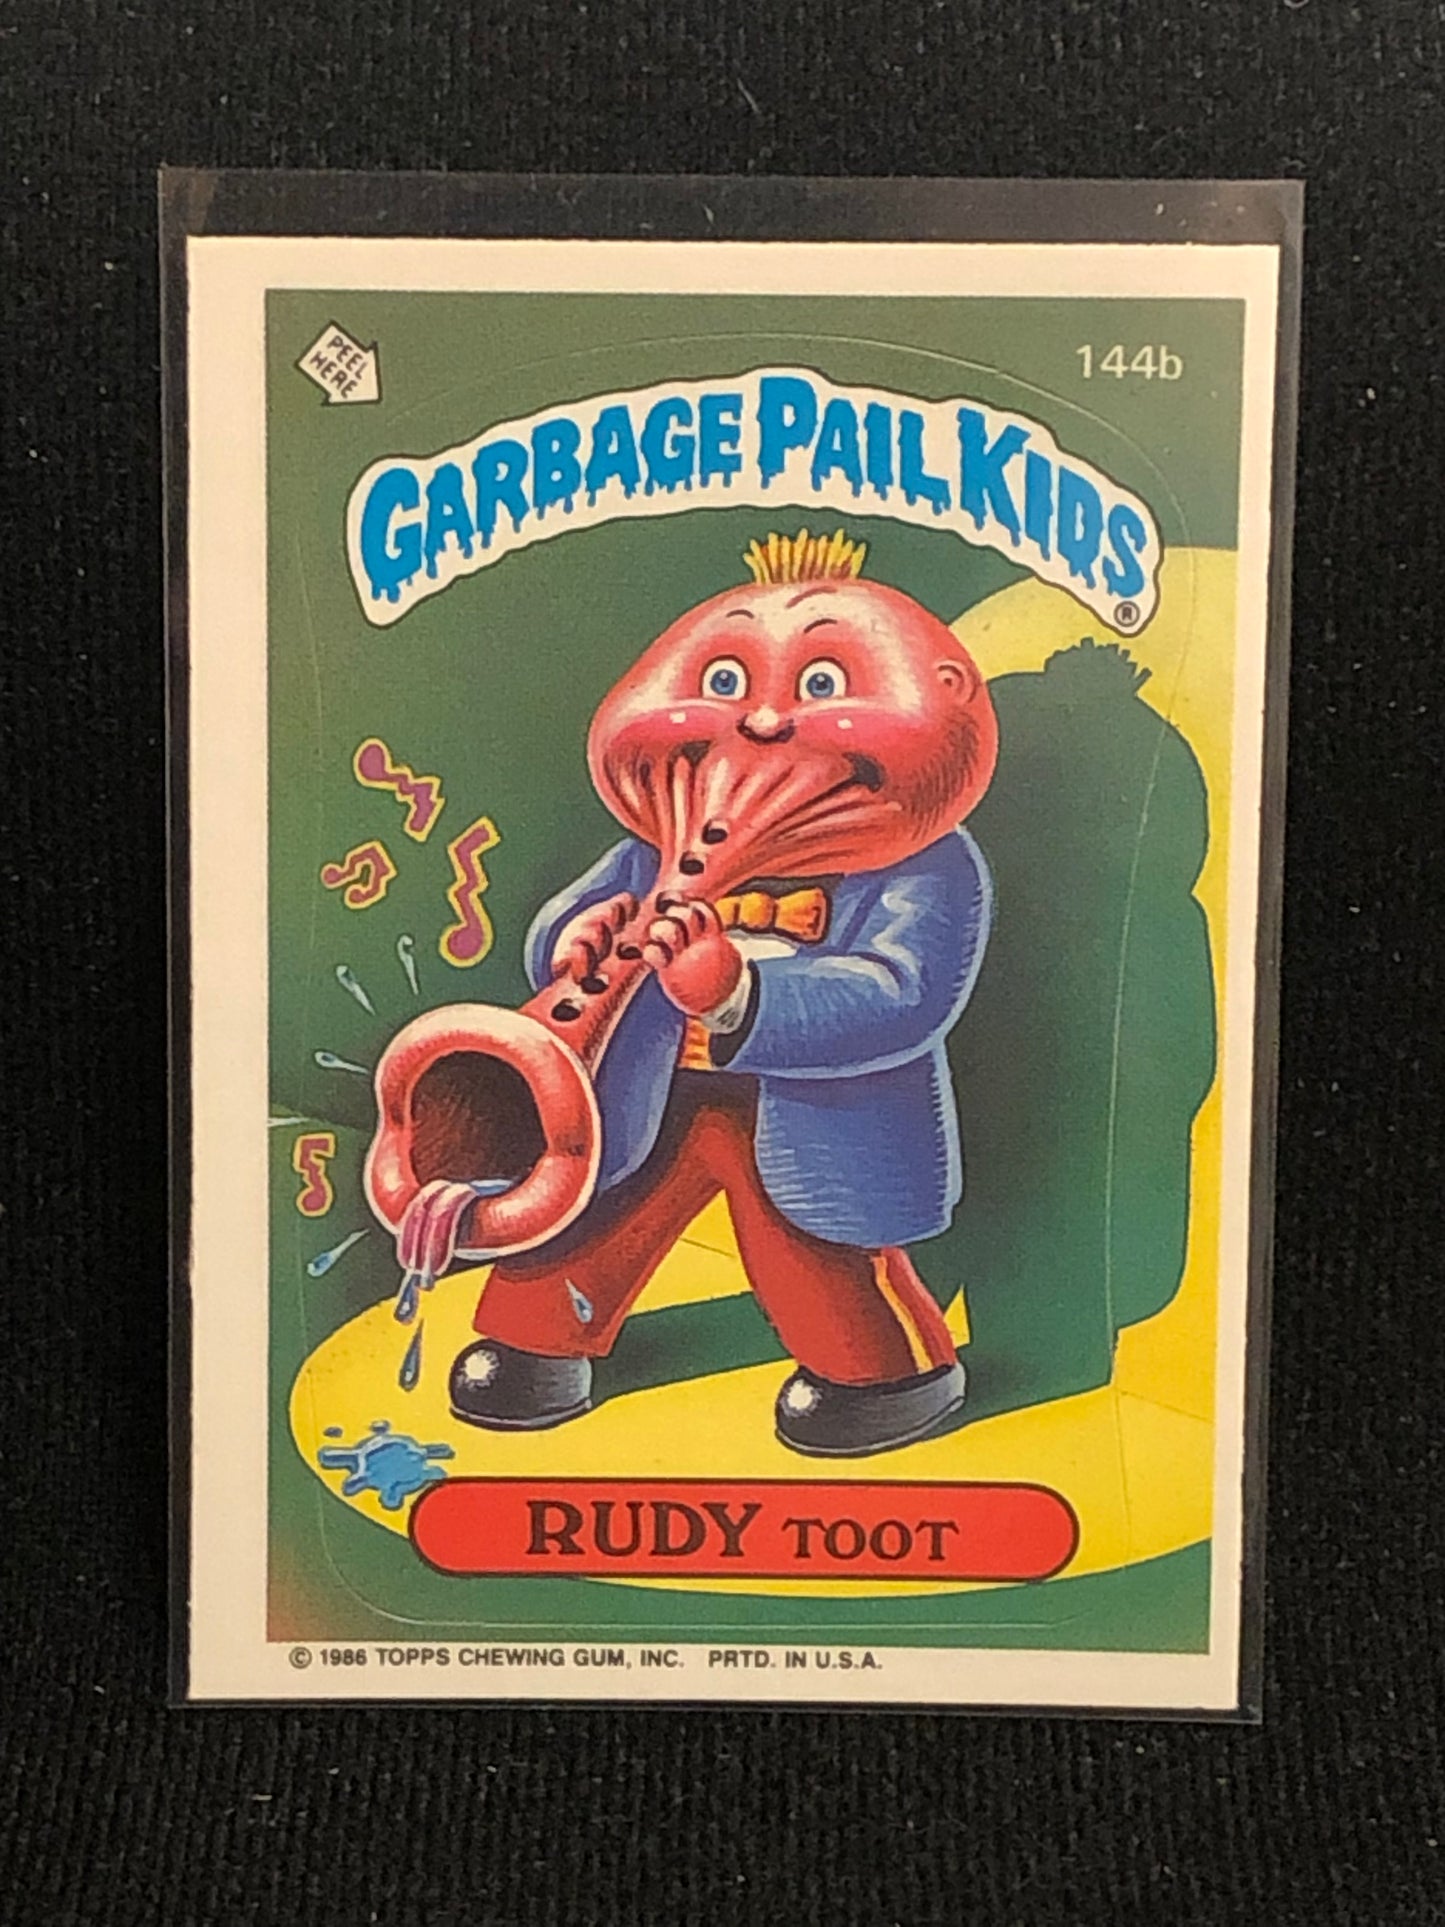 PEEL
HERE
144b
GARBAGE PAIL KIDS
®
RUDY TOOT
© 1986 TOPPS CHEWING GUM, INC. PRTD. IN U.S.A.